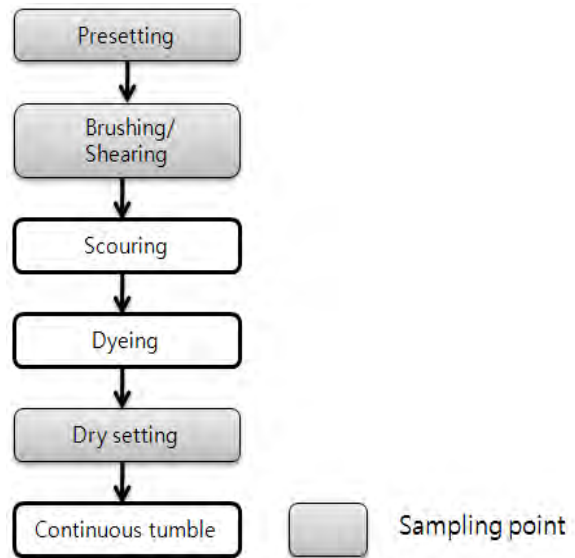 Presetting
Brushing/
Shearing
Scouring
Dyeing
Dry setting
Continuous tumble
Sampling point